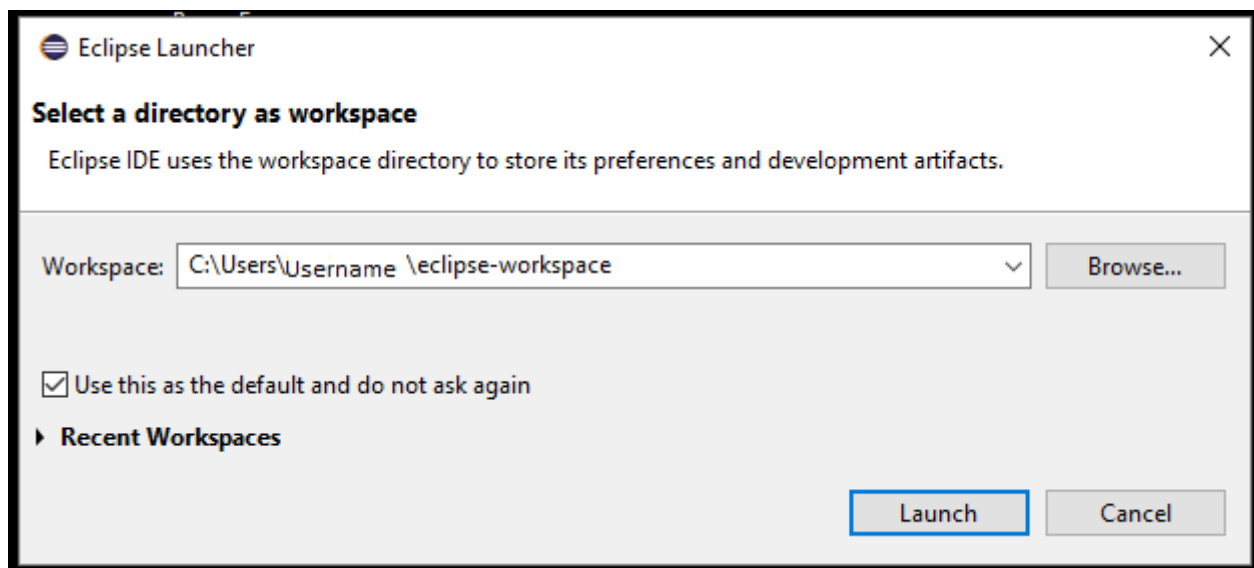 Eclipse Launcher
Select a directory as workspace
Eclipse IDE uses the workspace directory to store its preferences and development artifacts.
Workspace: C:\Users\Username \eclipse-workspace Browse...
Use this as the default and do not ask again
Recent Workspaces
Launch Cancel